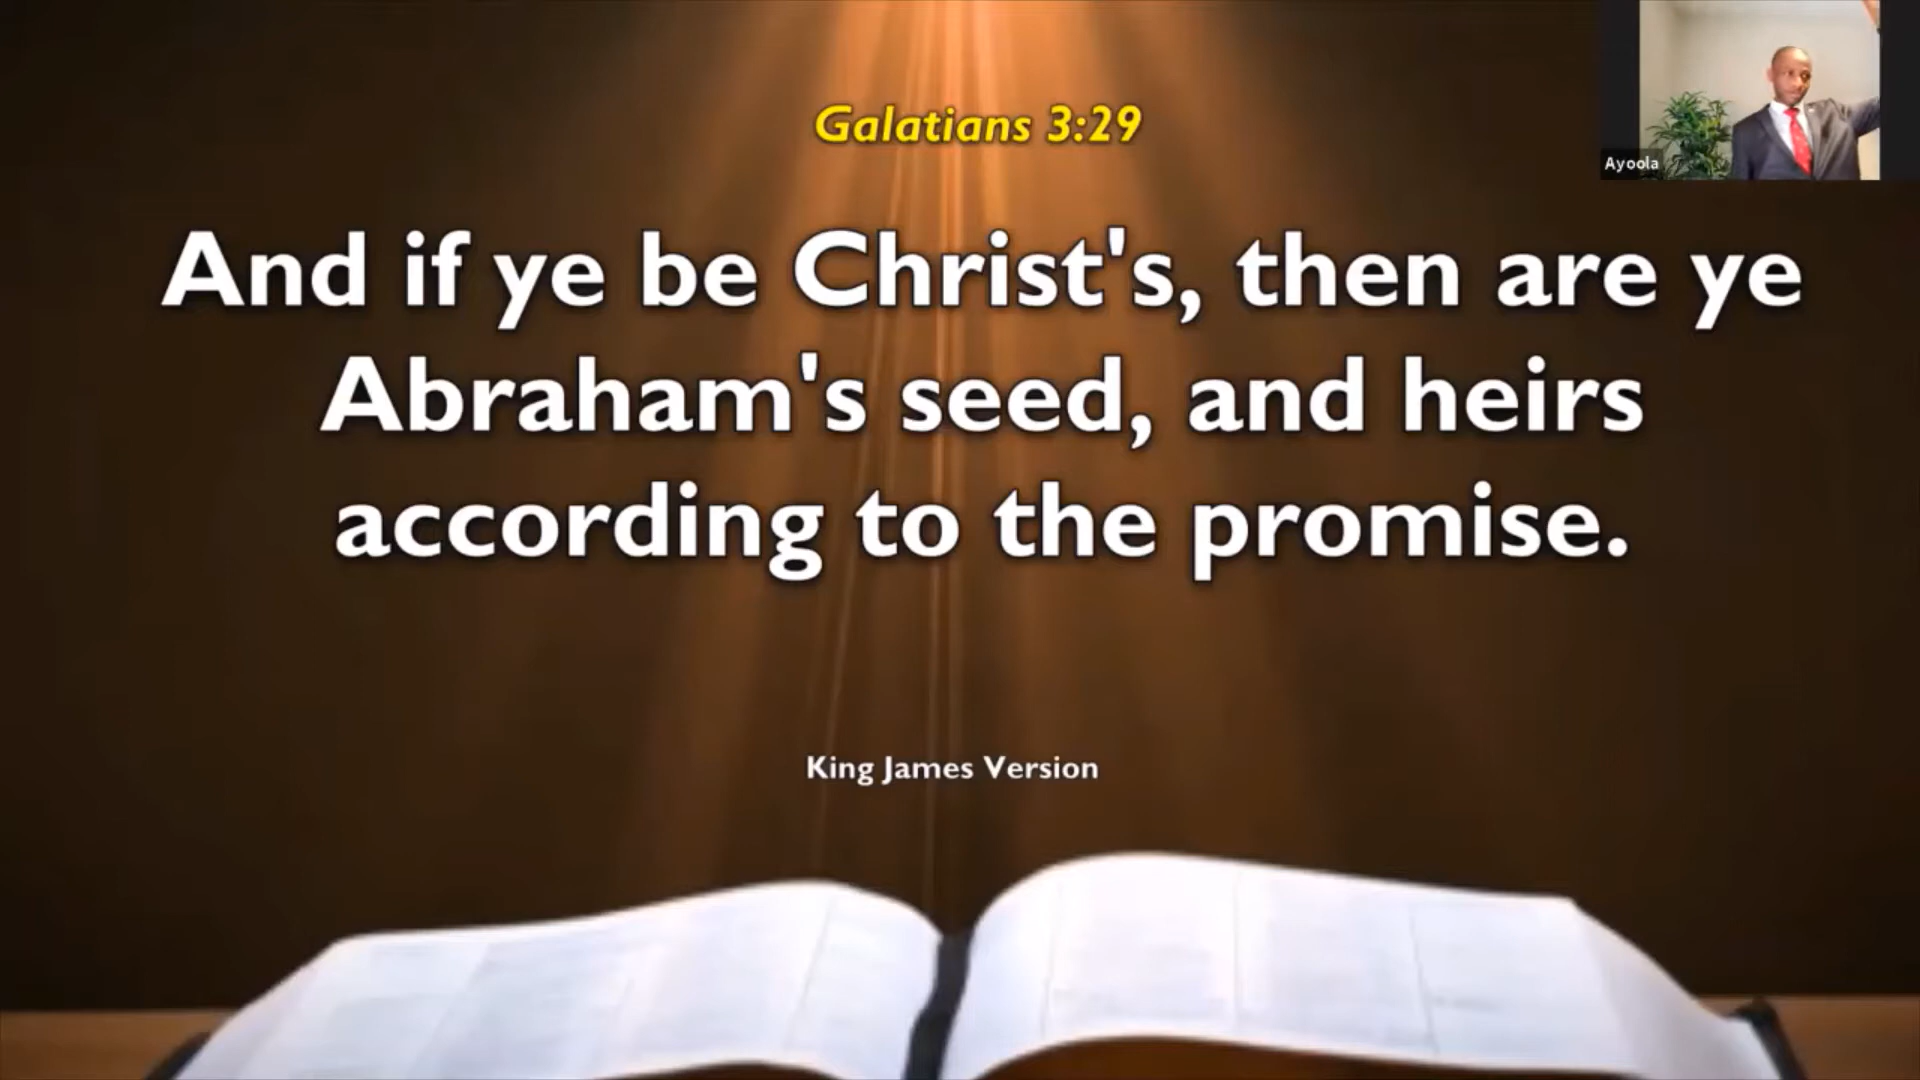 Galatians 3:29
Ayoola
And if ye be Christ's, then are ye
Abraham's seed, and heirs
according to the promise.
King James Version